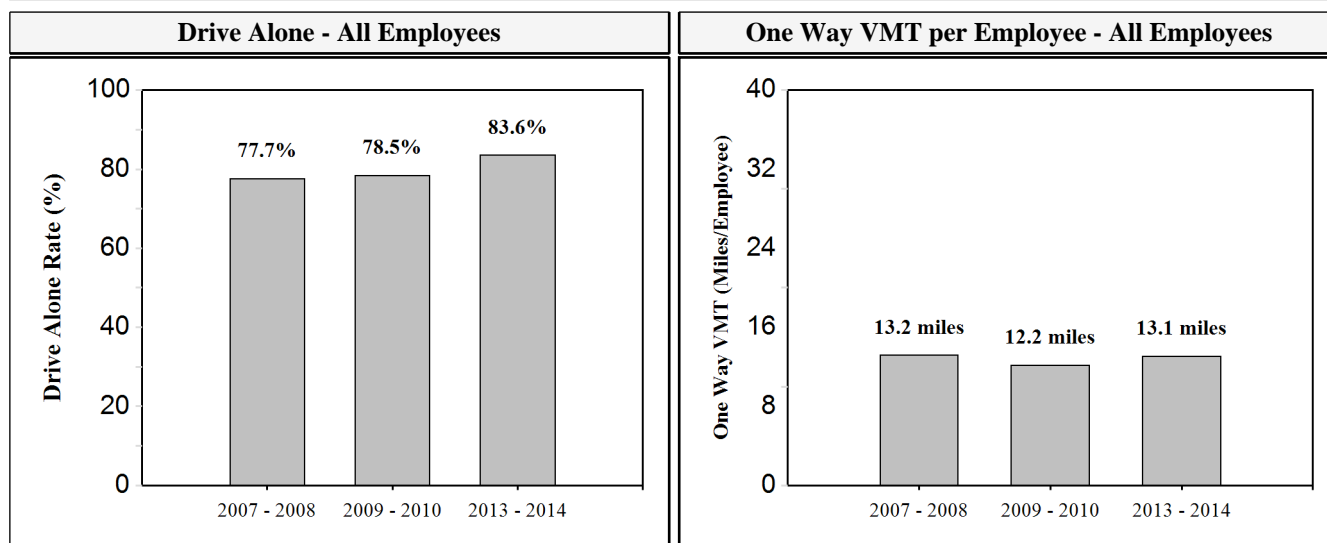 Drive Alone - All Employees
One Way VMT per Employee - All Employees
Drive Alone Rate (%)
100
80
60
40
20
0
77.7%
78.5%
83.6%
2007 - 2008
2009 - 2010
2013 - 2014
One Way VMT (Miles/Employee)
40
32
24
16
8
0
13.2 miles
12.2 miles
13.1 miles
2007 - 2008
2009 - 2010
2013 - 2014